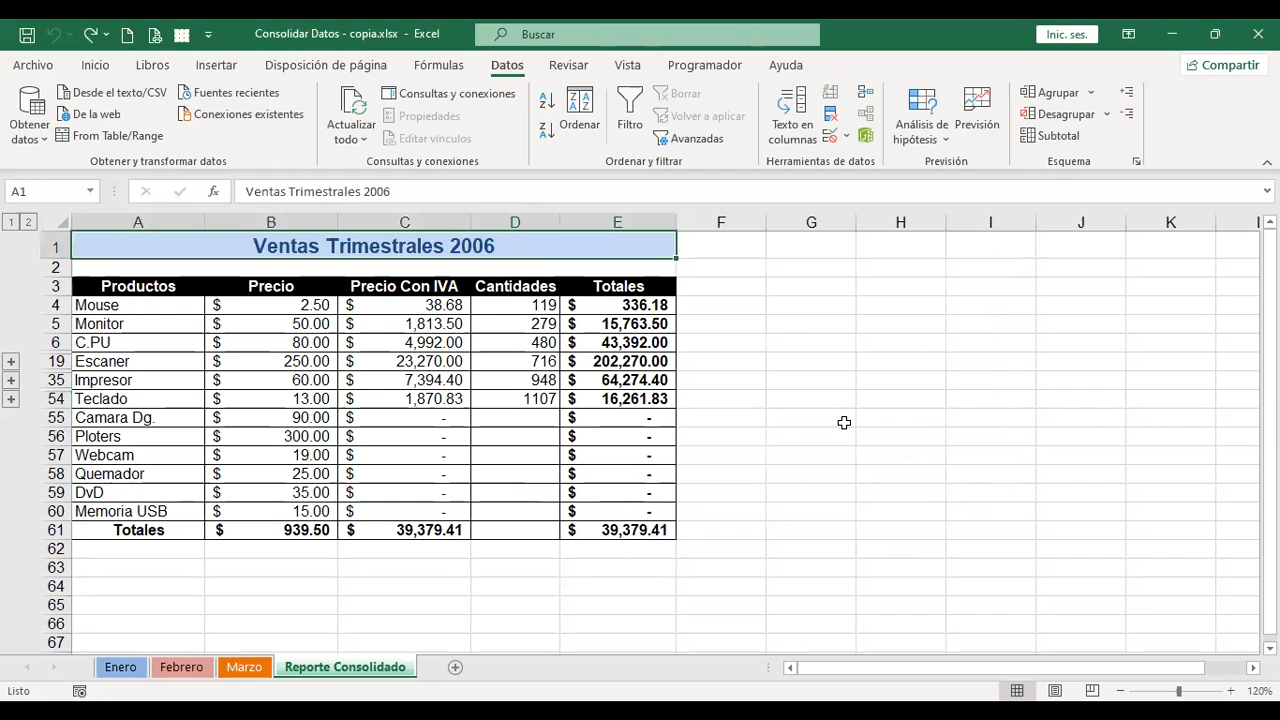 Consolidar Datos - copia.xlsx - Excel
Buscar
Inic. ses.
Archivo Inicio Libros Insertar Disposición de página Fórmulas Datos Revisar Vista Programador Ayuda
Compartir
Obtener datos
Desde el texto/CSV
De la web
From Table/Range
Fuentes recientes
Conexiones existentes
Obtener y transformar datos
Actualizar todo
Consultas y conexiones
Propiedades
Editar vínculos
Consultas y conexiones
Ordenar
Filtro
Borrar
Volver a aplicar
Avanzadas
Ordenar y filtrar
Texto en columnas
Herramientas de datos
Análisis de hipótesis
Previsión
Previsión
Agrupar
Desagrupar
Subtotal
Esquema
A1
fx
Ventas Trimestrales 2006
1 2
A B C D E F G H I J K
1 Ventas Trimestrales 2006
2
3 Productos Precio Precio Con IVA Cantidades Totales
4 Mouse $ 2.50 $ 38.68 119 $ 336.18
5 Monitor $ 50.00 $ 1,813.50 279 $ 15,763.50
6 C.PU $ 80.00 $ 4,992.00 480 $ 43,392.00
19 Escaner $ 250.00 $ 23,270.00 716 $ 202,270.00
35 Impresor $ 60.00 $ 7,394.40 948 $ 64,274.40
54 Teclado $ 13.00 $ 1,870.83 1107 $ 16,261.83
55 Camara Dg. $ 90.00 $ - $ -
56 Ploters $ 300.00 $ - $ -
57 Webcam $ 19.00 $ - $ -
58 Quemador $ 25.00 $ - $ -
59 DvD $ 35.00 $ - $ -
60 Memoria USB $ 15.00 $ - $ -
61 Totales $ 939.50 $ 39,379.41 $ 39,379.41
62
63
64
65
66
67
Enero Febrero Marzo Reporte Consolidado
Listo
120%